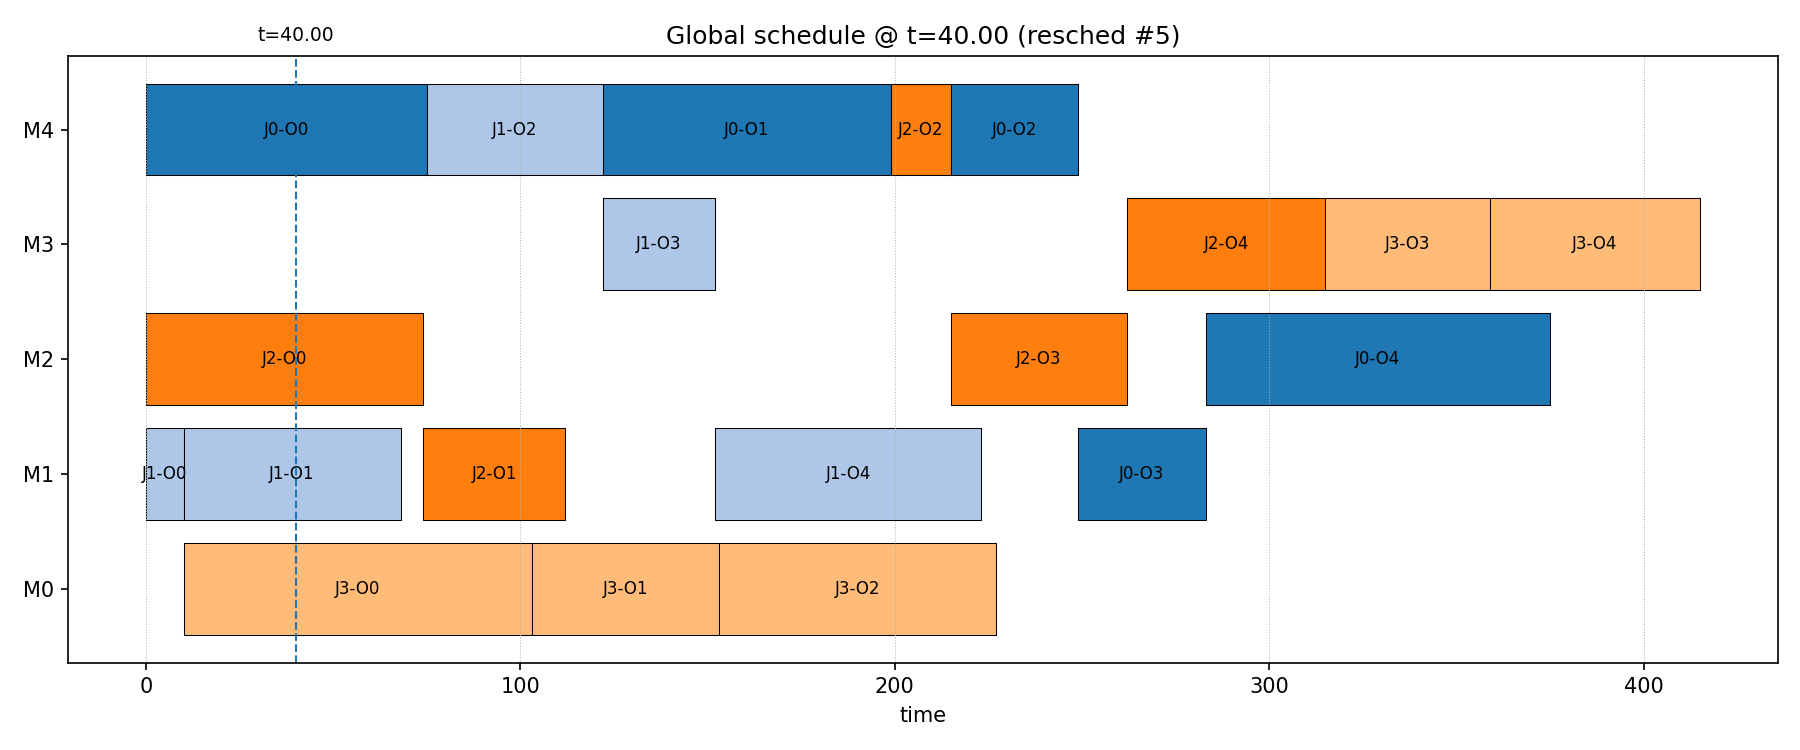 t=40.00
Global schedule @ t=40.00 (resched #5)
M4
J0-O0
J1-O2
J0-O1
J2-O2
J0-O2
M3
J1-O3
J2-O4
J3-O3
J3-O4
M2
J2-O0
J2-O3
J0-O4
M1
J1-O0
J1-O1
J2-O1
J1-O4
J0-O3
M0
J3-O0
J3-O1
J3-O2
0
100
200
300
400
time